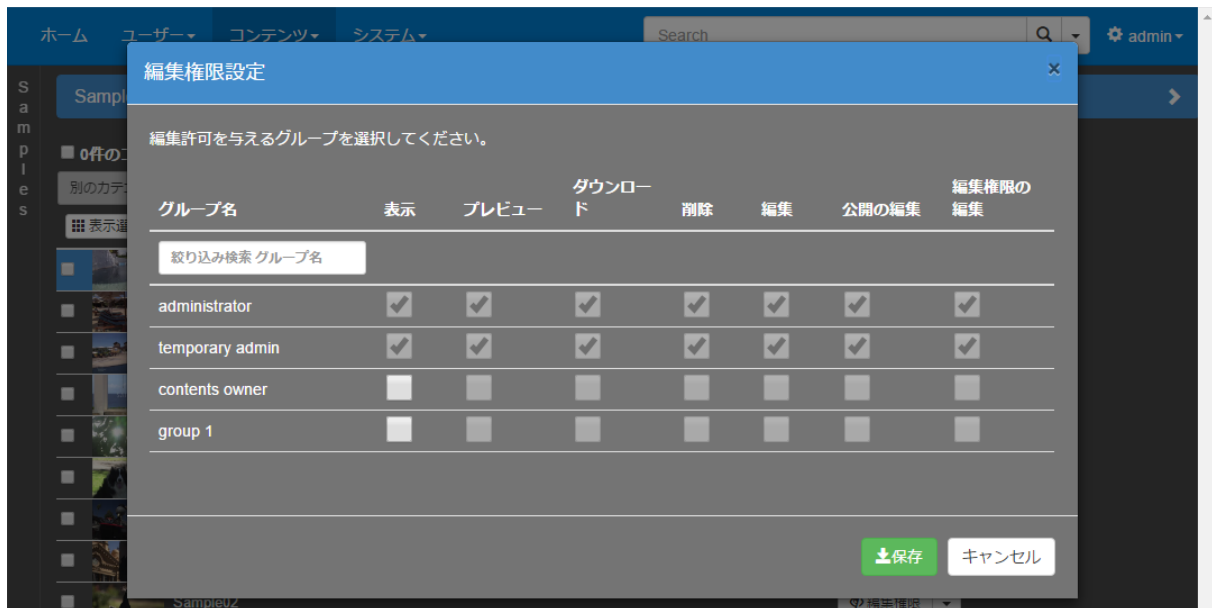 ホーム ユーザー コンテンツ システム Search admin
編集権限設定 ×
Samples
Sampl
編集許可を与えるグループを選択してください。
0件の
別のカテ
表示選
グループ名 表示 プレビュー ダウンロード 削除 編集 公開の編集 編集権限の編集
絞り込み検索 グループ名
administrator
temporary admin
contents owner
group 1
保存 キャンセル
Sample02 編集権限